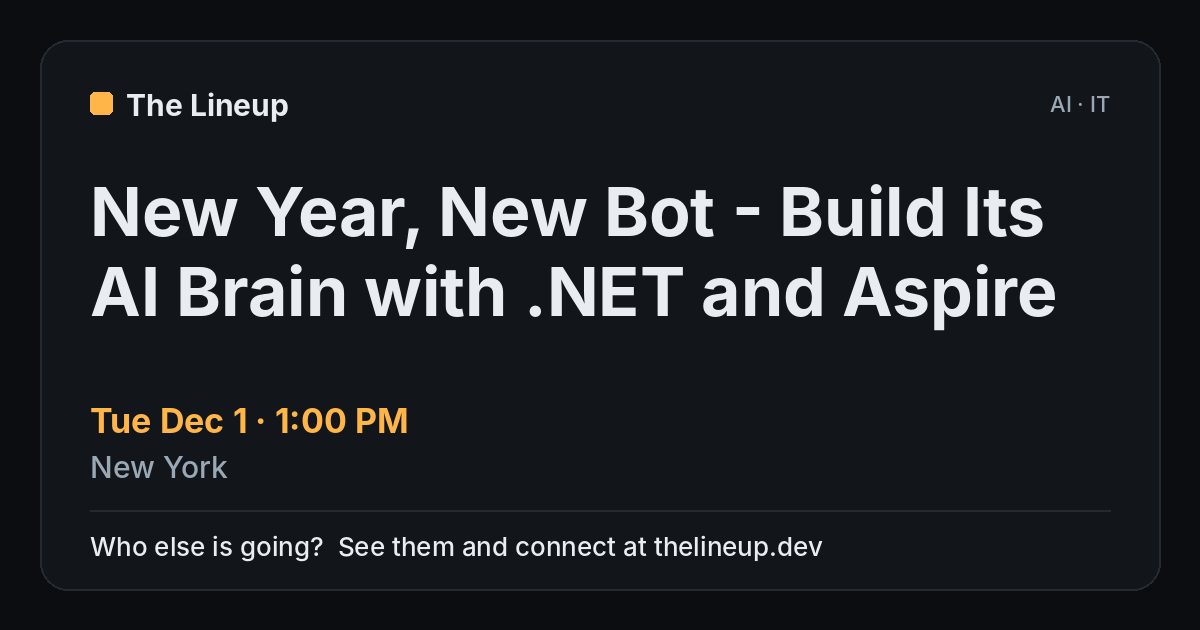 The Lineup
AI · IT
New Year, New Bot - Build Its
AI Brain with .NET and Aspire
Tue Dec 1 · 1:00 PM
New York
Who else is going?  See them and connect at thelineup.dev